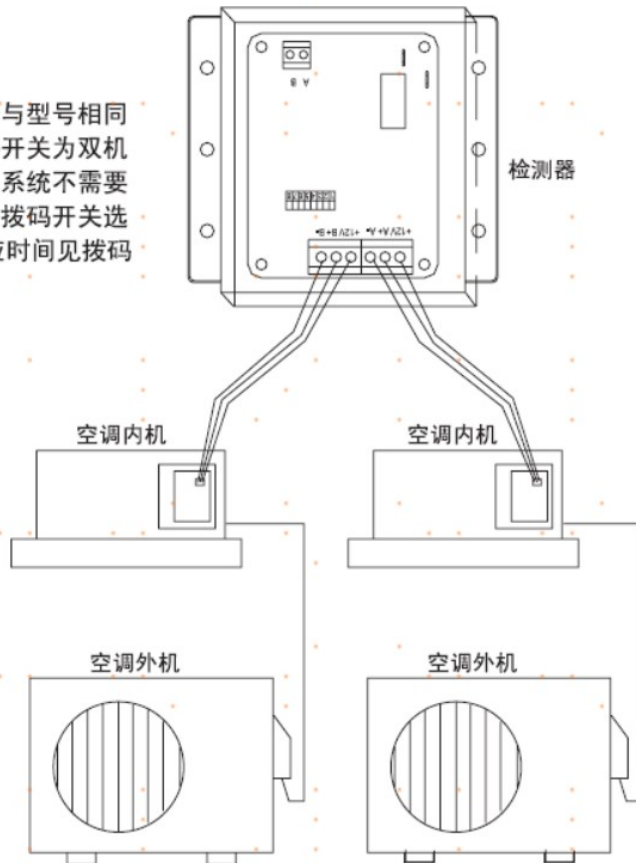 与型号相同
开关为双机
系统不需要
拨码开关选
时间见拨码
A B
检测器
+12V B+B-
+12V A+A-
空调内机
空调内机
空调外机
空调外机